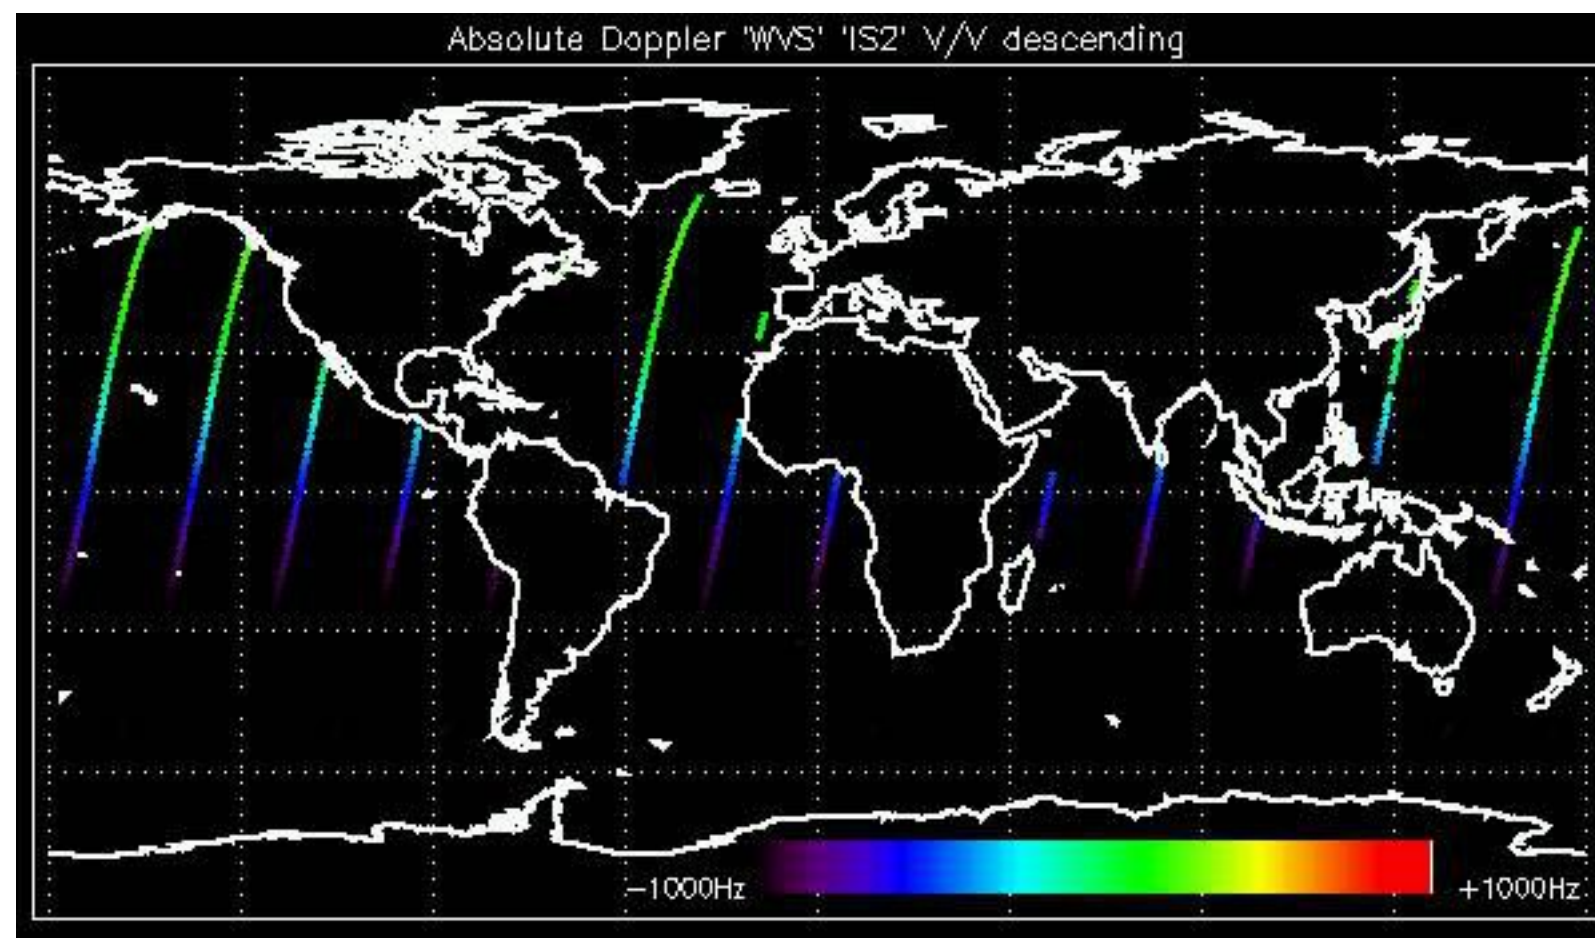 Absolute Doppler 'WVS' 'IS2' V/V descending
-1000Hz +1000Hz